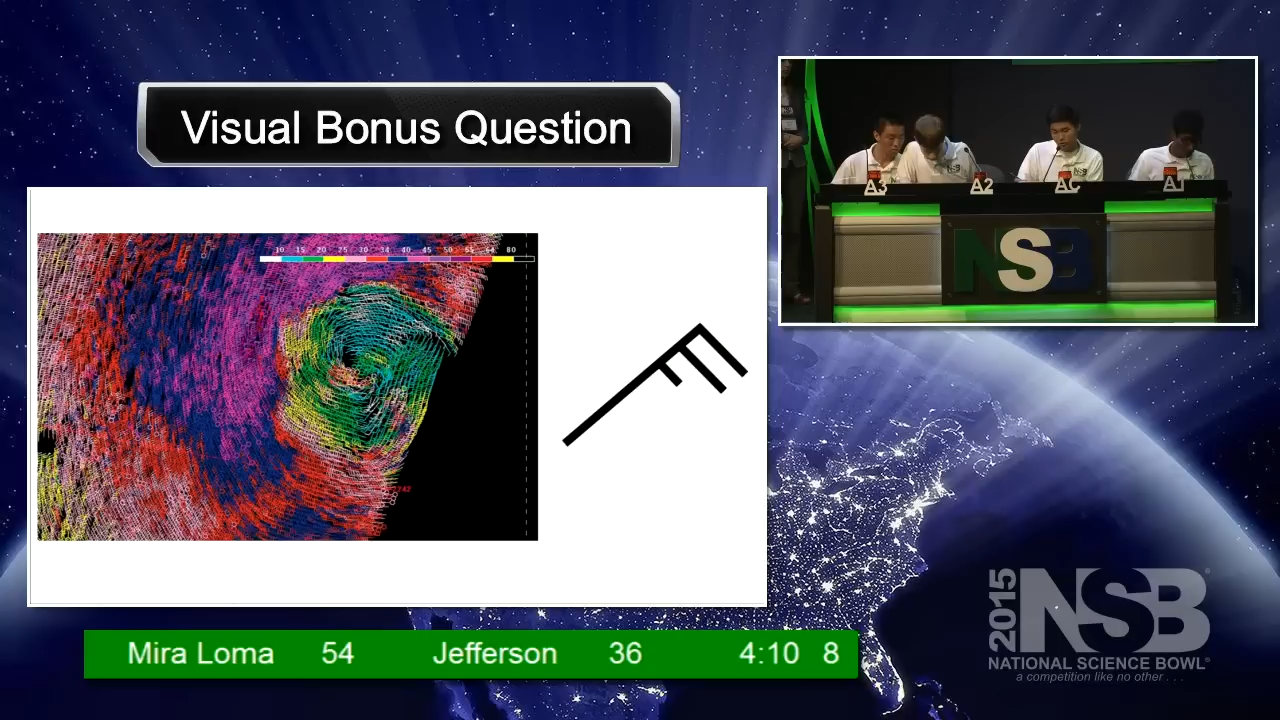 Visual Bonus Question
10 15 20 25 30 34 40 45 50 55 64 80
A3 A2 AC A1
NSB
Mira Loma 54 Jefferson 36 4:10 8
2015 NSB
NATIONAL SCIENCE BOWL®
a competition like no other . . .